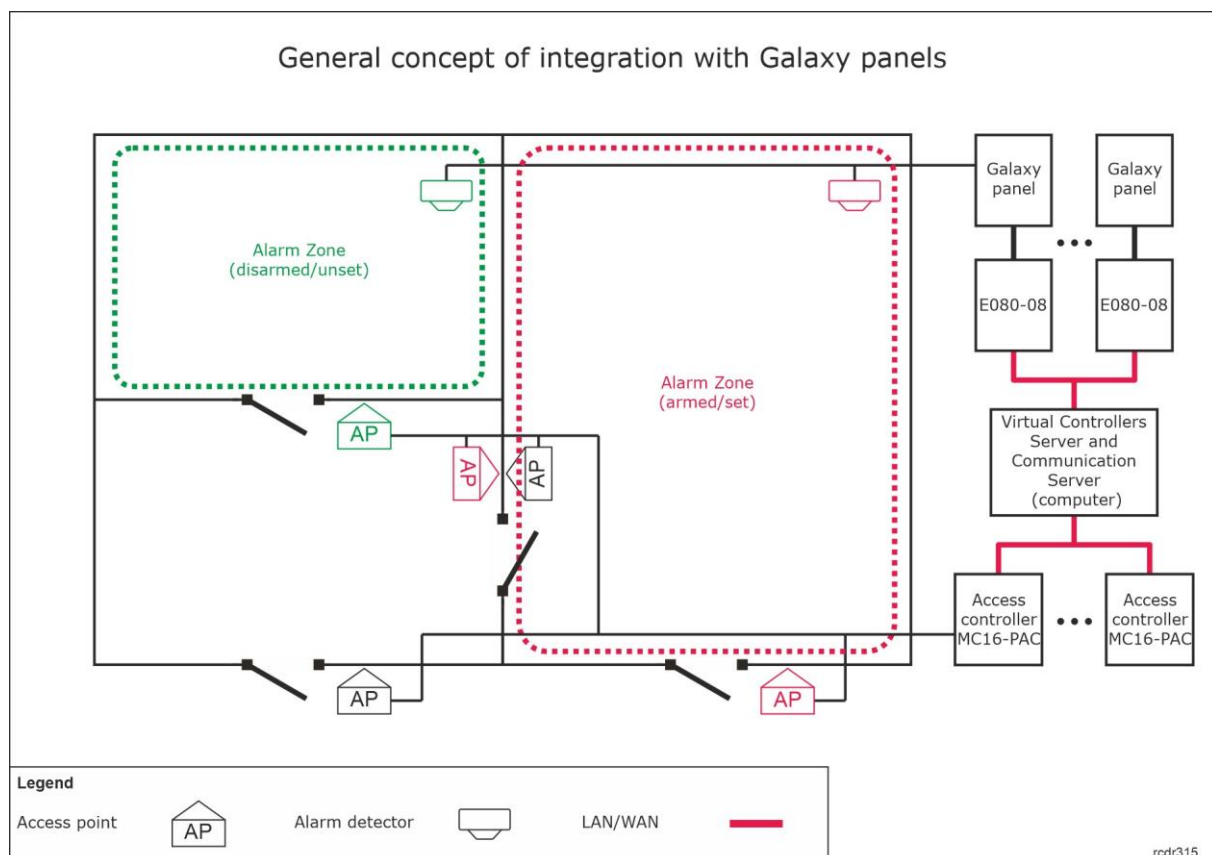 General concept of integration with Galaxy panels
Galaxy
panel
Galaxy
panel
Alarm Zone
(disarmed/unset)
E080-08
E080-08
Alarm Zone
(armed/set)
AP
AP
AP
Virtual Controllers
Server and
Communication
Server
(computer)
Access
controller
MC16-PAC
Access
controller
MC16-PAC
AP
AP
Legend
Access point
AP
Alarm detector
LAN/WAN
rcdr315